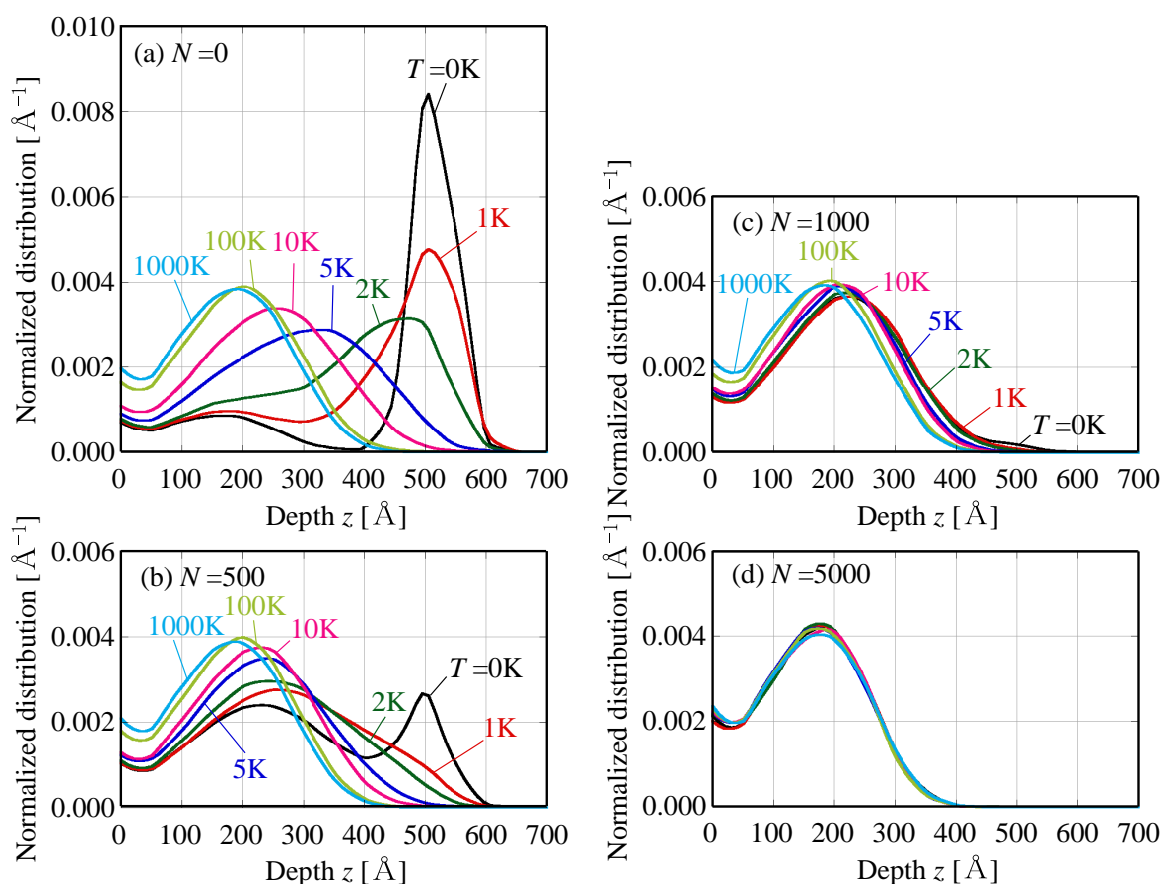 (a) N =0
T =0K
1K
2K
5K
10K
100K
1000K
Normalized distribution [ Å⁻¹]
0.010
0.008
0.006
0.004
0.002
0.000
0 100 200 300 400 500 600 700
Depth z [ Å]
(b) N =500
T =0K
1K
2K
5K
10K
100K
1000K
Normalized distribution [ Å⁻¹]
0.006
0.004
0.002
0.000
0 100 200 300 400 500 600 700
Depth z [ Å]
(c) N =1000
100K
1000K
10K
5K
2K
1K
T =0K
Normalized distribution [ Å⁻¹]
0.006
0.004
0.002
0.000
0 100 200 300 400 500 600 700
Depth z [ Å]
(d) N =5000
Normalized distribution [ Å⁻¹]
0.006
0.004
0.002
0.000
0 100 200 300 400 500 600 700
Depth z [ Å]